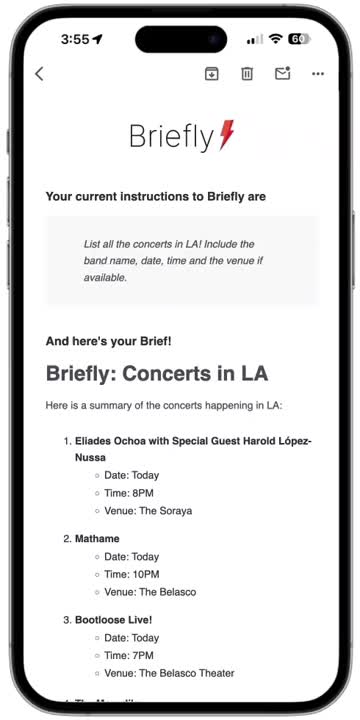 3:55
60
Briefly
Your current instructions to Briefly are
List all the concerts in LA! Include the
band name, date, time and the venue if
available.
And here's your Brief!
Briefly: Concerts in LA
Here is a summary of the concerts happening in LA:
1. Eliades Ochoa with Special Guest Harold López-
Nussa
○ Date: Today
○ Time: 8PM
○ Venue: The Soraya
2. Mathame
○ Date: Today
○ Time: 10PM
○ Venue: The Belasco
3. Bootloose Live!
○ Date: Today
○ Time: 7PM
○ Venue: The Belasco Theater